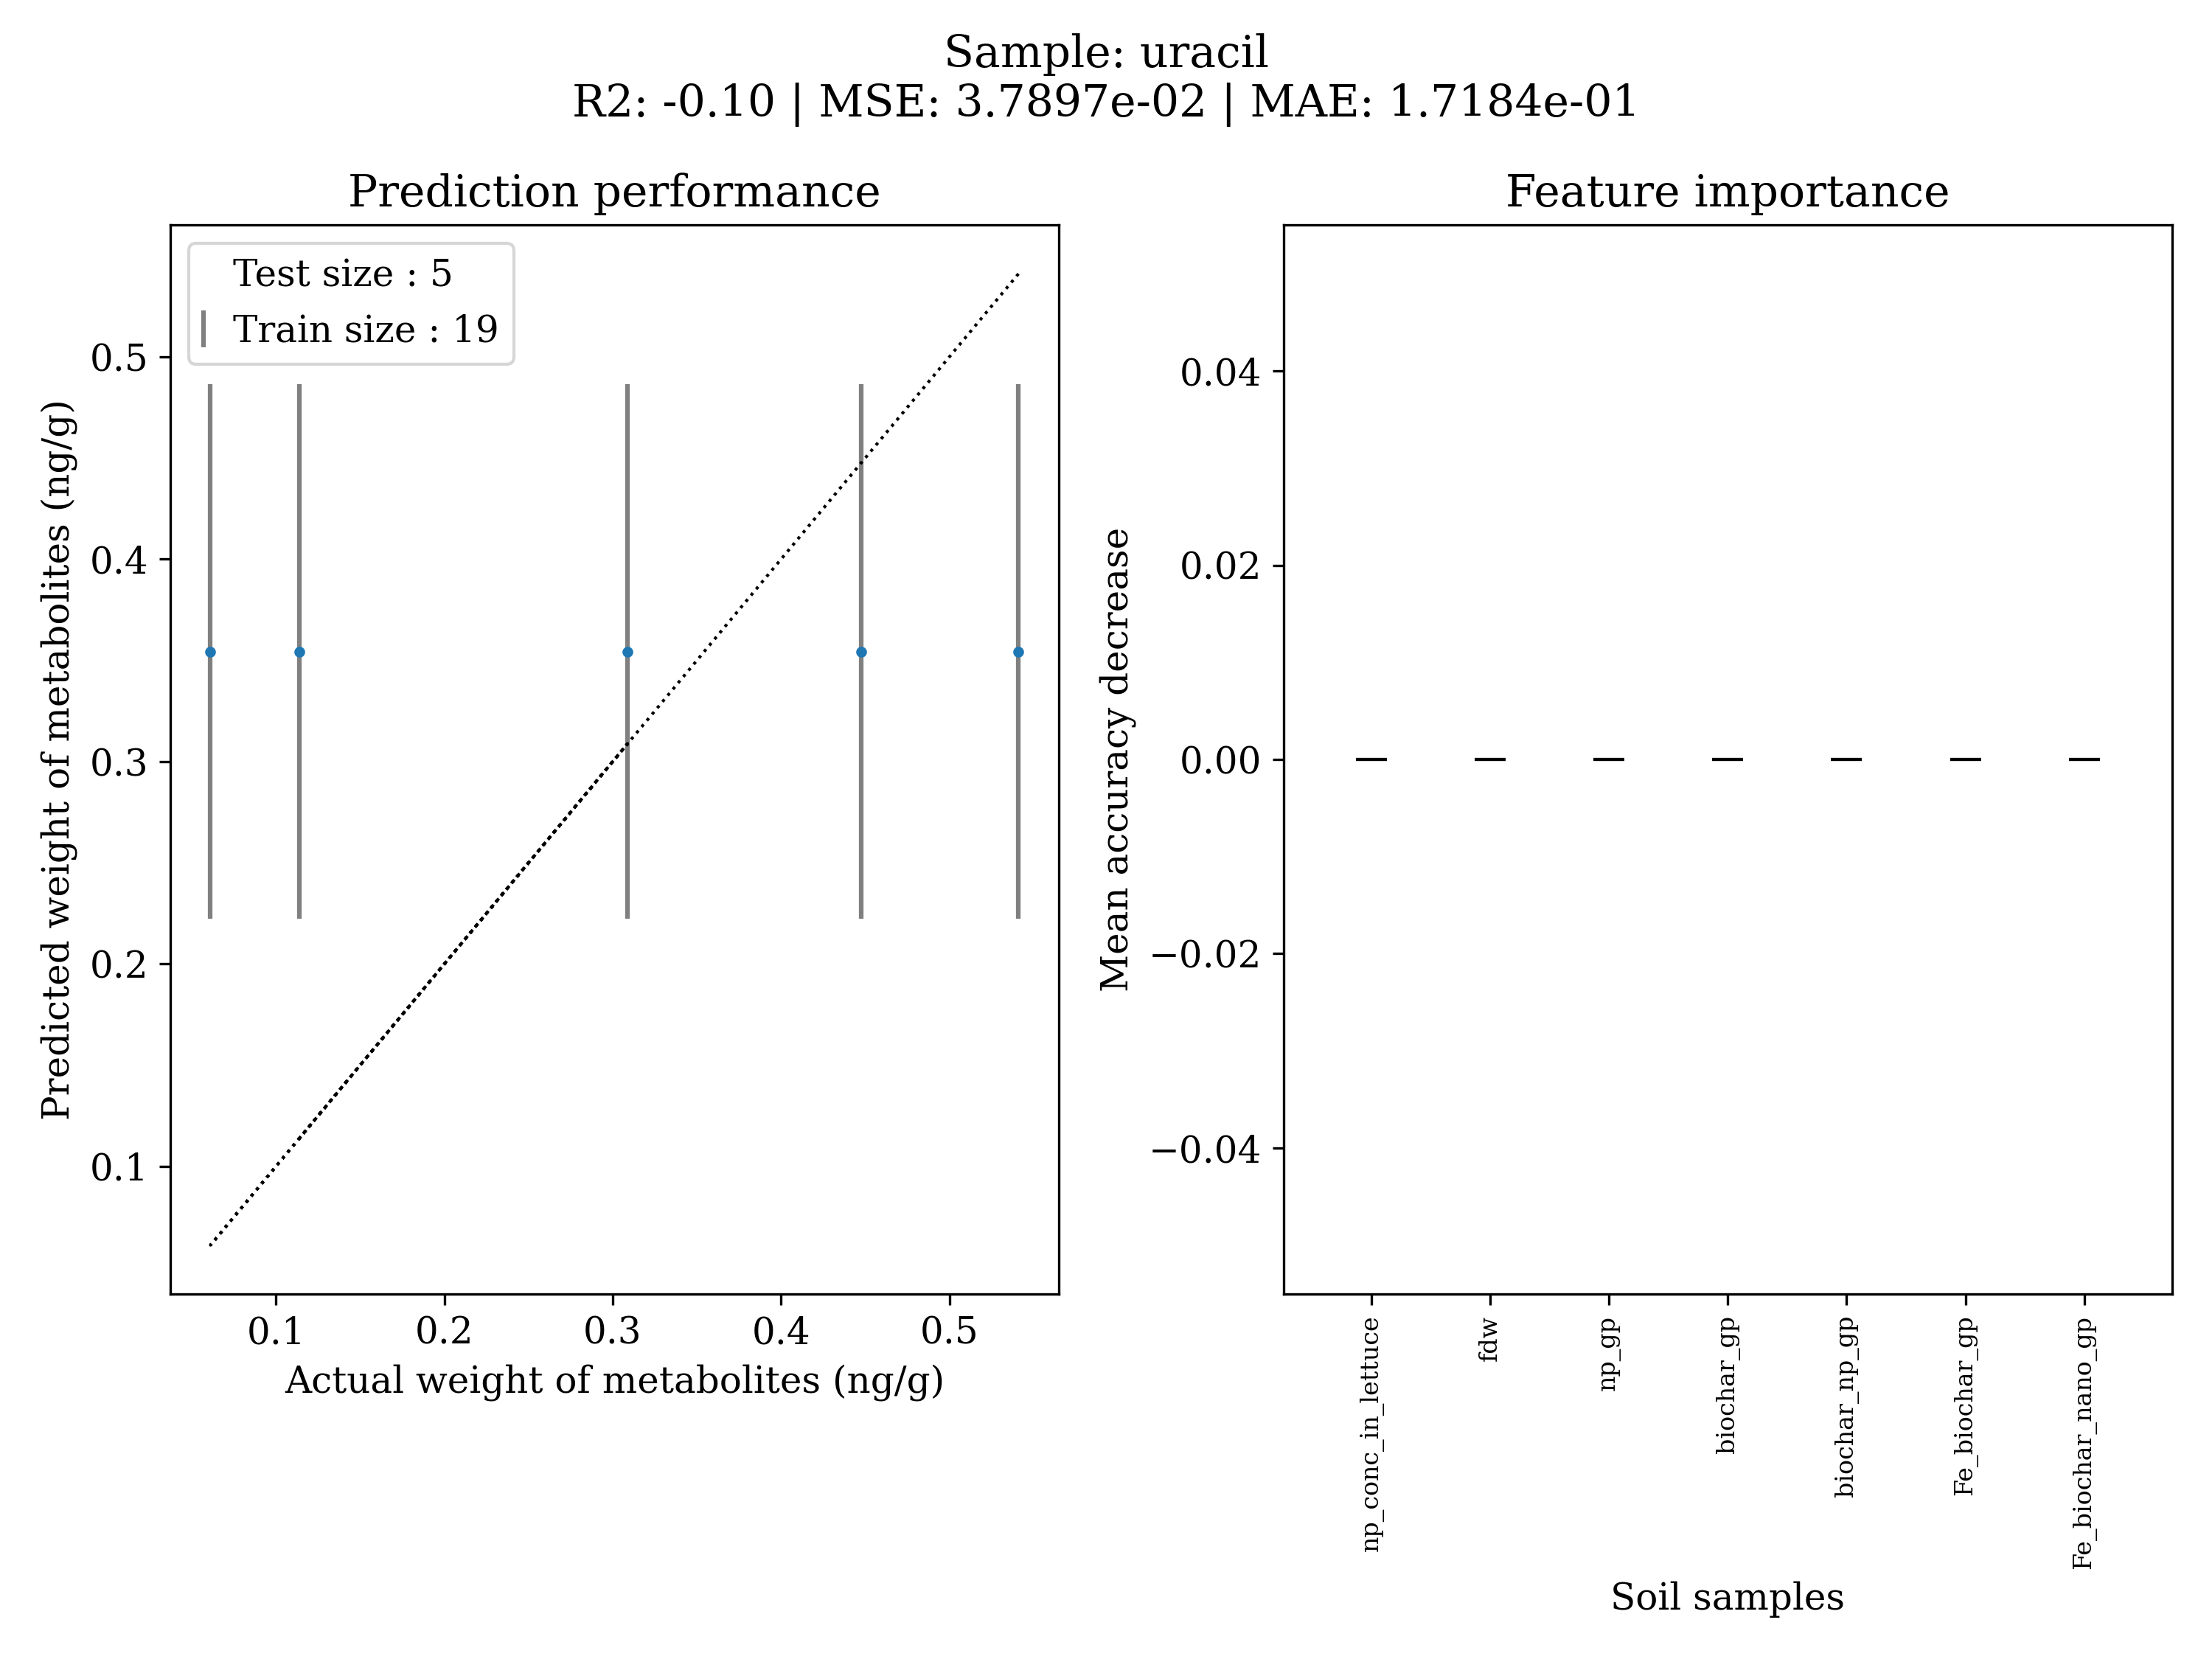 Sample: uracil
R2: -0.10 | MSE: 3.7897e-02 | MAE: 1.7184e-01
Prediction performance
Test size : 5
Train size : 19
0.5
0.4
0.3
0.2
0.1
Predicted weight of metabolites (ng/g)
0.1 0.2 0.3 0.4 0.5
Actual weight of metabolites (ng/g)
Feature importance
0.04
0.02
0.00
−0.02
−0.04
Mean accuracy decrease
np_conc_in_lettuce
fdw
np_gp
biochar_gp
biochar_np_gp
Fe_biochar_gp
Fe_biochar_nano_gp
Soil samples